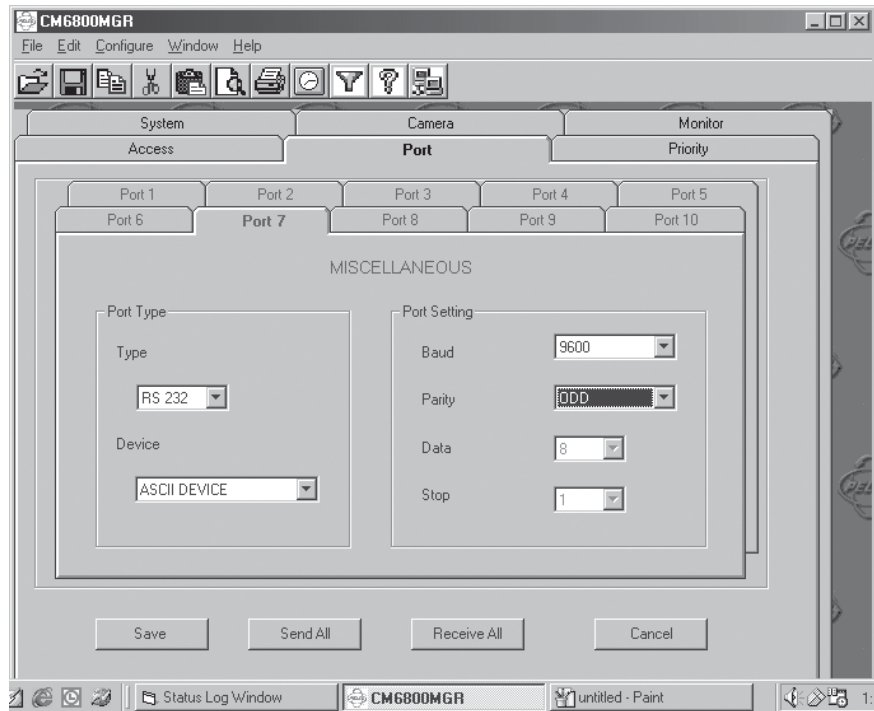 CM6800MGR
File Edit Configure Window Help
System Camera Monitor
Access Port Priority
Port 1 Port 2 Port 3 Port 4 Port 5
Port 6 Port 7 Port 8 Port 9 Port 10
MISCELLANEOUS
Port Type
Type
RS 232
Device
ASCII DEVICE
Port Setting
Baud 9600
Parity ODD
Data 8
Stop 1
Save Send All Receive All Cancel
Status Log Window CM6800MGR untitled - Paint 1: